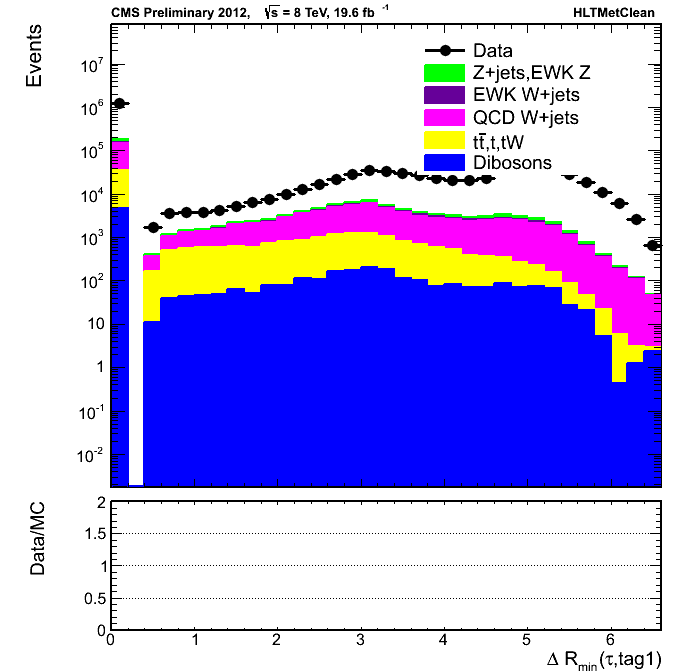 CMS Preliminary 2012, √s = 8 TeV, 19.6 fb⁻¹ HLTMetClean
Events
Data
Z+jets,EWK Z
EWK W+jets
QCD W+jets
tt̅,t,tW
Dibosons
10⁷
10⁶
10⁵
10⁴
10³
10²
10
1
10⁻¹
10⁻²
Data/MC
2
1.5
1
0.5
0
0 1 2 3 4 5 6
Δ R_min(τ,tag1)